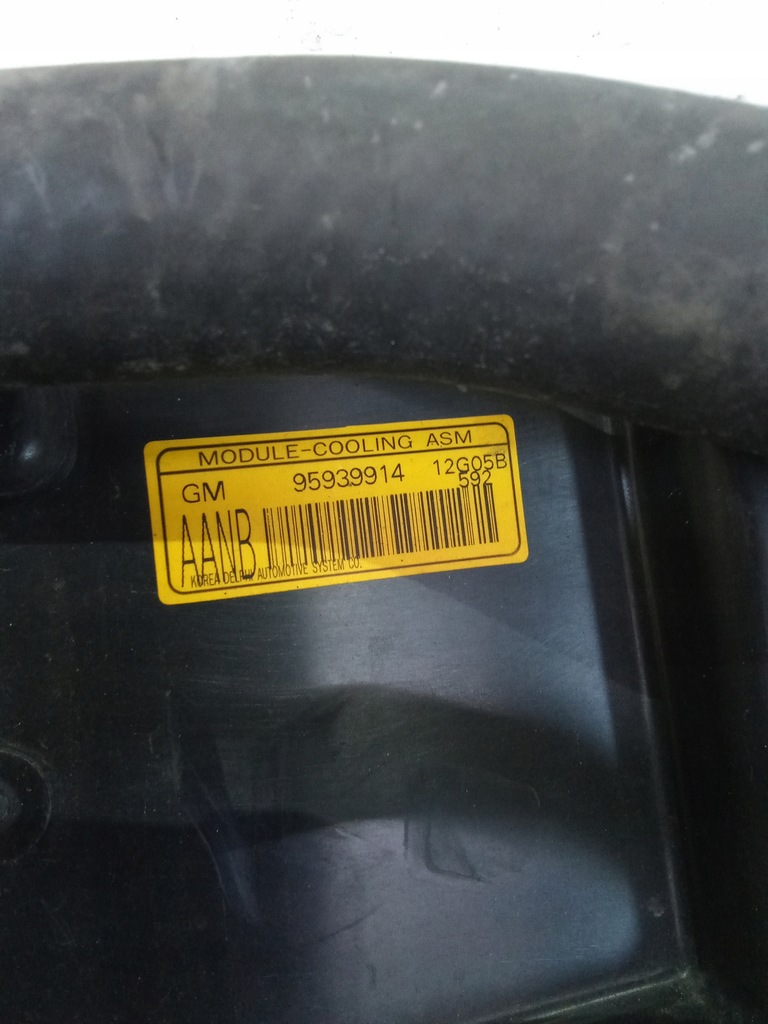 MODULE-COOLING ASM
GM 95939914 12G05B
592
AANB
KOREA DELPHI AUTOMOTIVE SYSTEM CO.